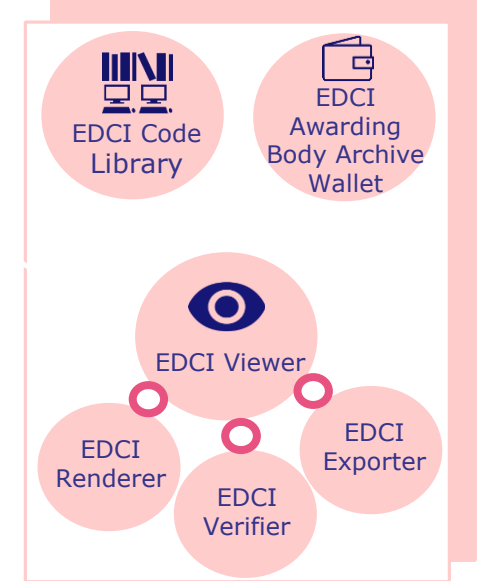 EDCI Code
Library
EDCI
Awarding
Body Archive
Wallet
EDCI Viewer
EDCI
Renderer
EDCI
Verifier
EDCI
Exporter